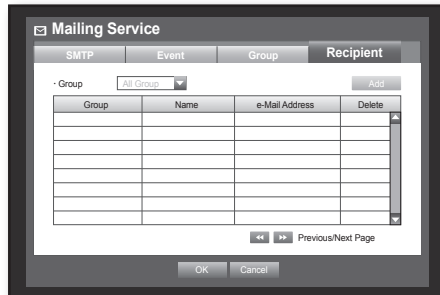 Mailing Service
SMTP Event Group Recipient
· Group All Group Add
Group Name e-Mail Address Delete
Previous/Next Page
OK Cancel